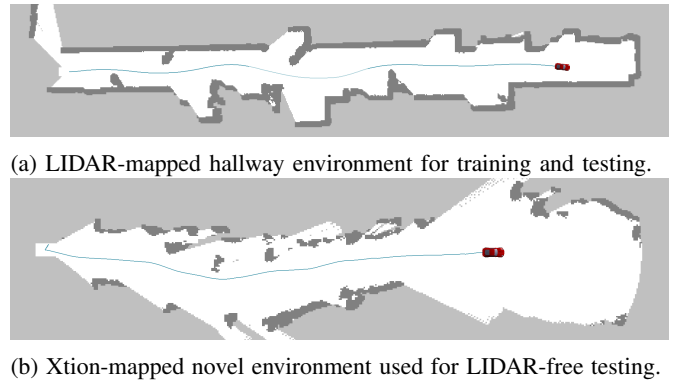 (a) LIDAR-mapped hallway environment for training and testing.
(b) Xtion-mapped novel environment used for LIDAR-free testing.